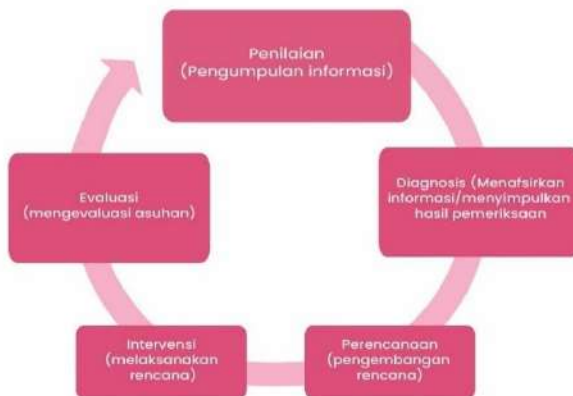 Penilaian
(Pengumpulan informasi)
Diagnosis (Menafsirkan
informasi/menyimpulkan
hasil pemeriksaan
Perencanaan
(pengembangan
rencana)
Intervensi
(melaksanakan
rencana)
Evaluasi
(mengevaluasi asuhan)